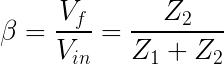 β = V_f / V_in = Z_2 / (Z_1 + Z_2)